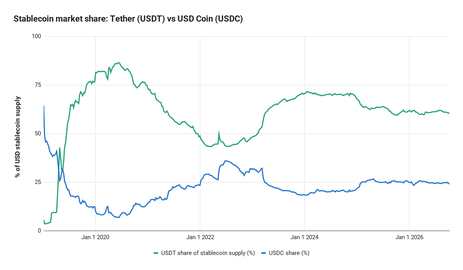 Stablecoin market share: Tether (USDT) vs USD Coin (USDC)
100
75
50
25
0
% of USD stablecoin supply
Jan 1 2020
Jan 1 2022
Jan 1 2024
Jan 1 2026
USDT share of stablecoin supply (%)
USDC share (%)